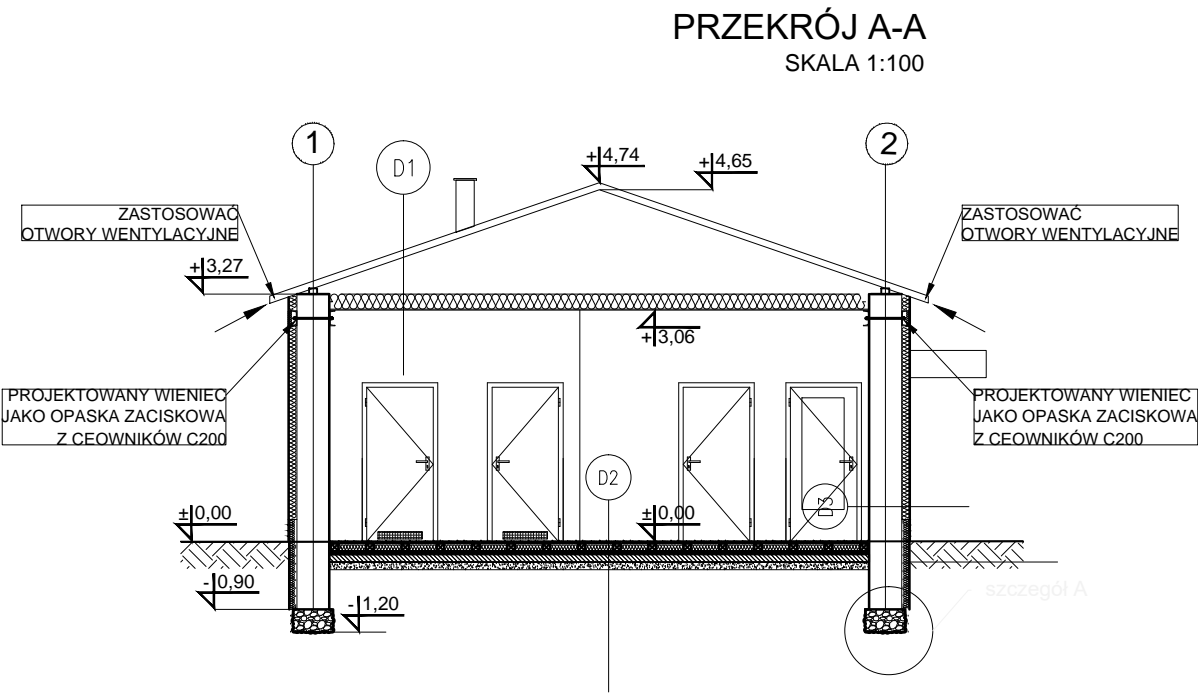 PRZEKRÓJ A-A
SKALA 1:100
1
D1
+4,74
+4,65
2
ZASTOSOWAĆ
OTWORY WENTYLACYJNE
ZASTOSOWAĆ
OTWORY WENTYLACYJNE
+3,27
+3,06
PROJEKTOWANY WIENIEC
JAKO OPASKA ZACISKOWA
Z CEOWNIKÓW C200
PROJEKTOWANY WIENIEC
JAKO OPASKA ZACISKOWA
Z CEOWNIKÓW C200
D2
D3
±0,00
±0,00
-0,90
-1,20
szczegół A